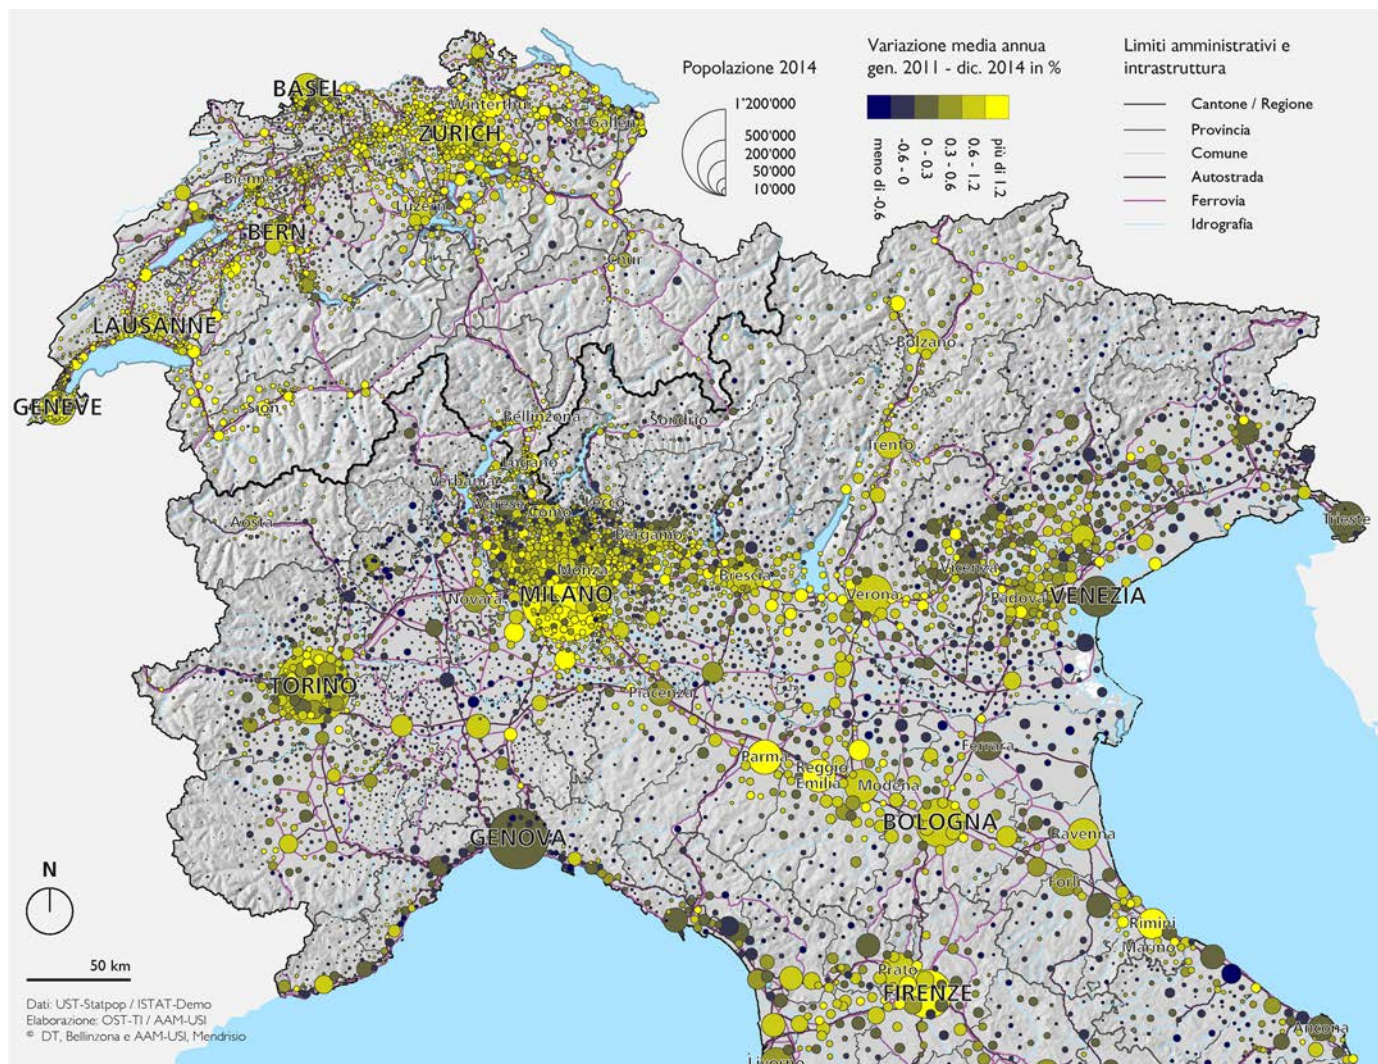 Popolazione 2014
1'200'000
500'000
200'000
50'000
10'000
Variazione media annua
gen. 2011 - dic. 2014 in %
meno di -0.6
-0.6 - 0
0 - 0.3
0.3 - 0.6
0.6 - 1.2
più di 1.2
Limiti amministrativi e
intrastruttura
Cantone / Regione
Provincia
Comune
Autostrada
Ferrovia
Idrografia
BASEL
Winterthur
ZURICH
St. Gallen
Bienne
Luzern
BERN
Chur
LAUSANNE
Bolzano
GENEVE
Sion
Bellinzona
Sondrio
Trento
Lugano
Verbania
Varese
Como
Lecco
Aosta
Bergamo
Trieste
Monza
Brescia
Vicenza
Novara
MILANO
Verona
Padova
VENEZIA
TORINO
Piacenza
Ferrara
Parma
Reggio
Emilia
Modena
GENOVA
BOLOGNA
Ravenna
Forlì
Rimini
S. Marino
Prato
FIRENZE
Ancona
Livorno
N
50 km
Dati: UST-Statpop / ISTAT-Demo
Elaborazione: OST-TI / AAM-USI
© DT, Bellinzona e AAM-USI, Mendrisio